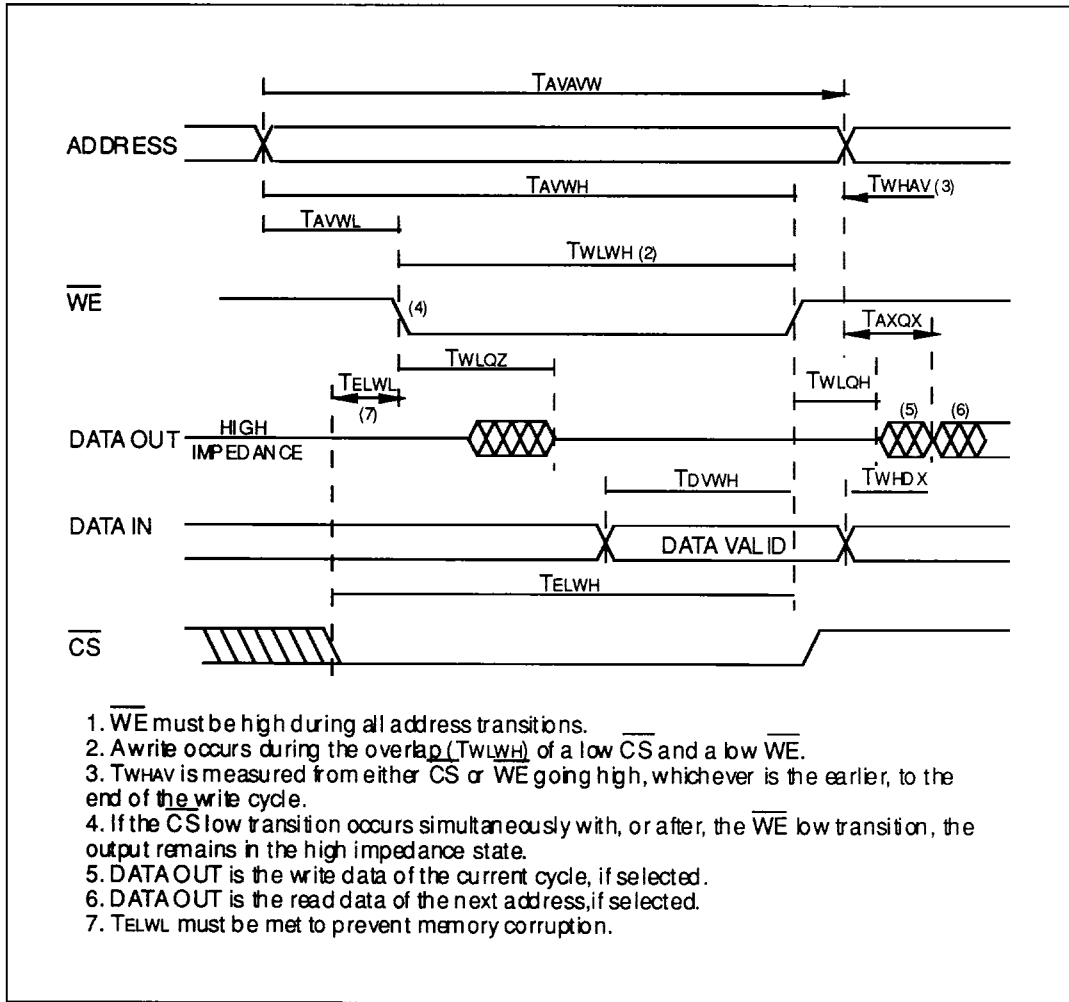 TAVAVW
ADDRESS
TAVWH
TWHAV (3)
TAVWL
TWLWH (2)
WE
(4)
TAXQX
TWLQZ
TELWL
TWLQH
(7)
(5)
(6)
DATA OUT
HIGH
IMPEDANCE
TDVWH
TWHDX
DATA IN
DATA VALID
TELWH
CS
1. WE must be high during all address transitions.
2. A write occurs during the overlap (TWLWH) of a low CS and a low WE.
3. TWHAV is measured from either CS or WE going high, whichever is the earlier, to the
end of the write cycle.
4. If the CS low transition occurs simultaneously with, or after, the WE low transition, the
output remains in the high impedance state.
5. DATA OUT is the write data of the current cycle, if selected.
6. DATA OUT is the read data of the next address,if selected.
7. TELWL must be met to prevent memory corruption.